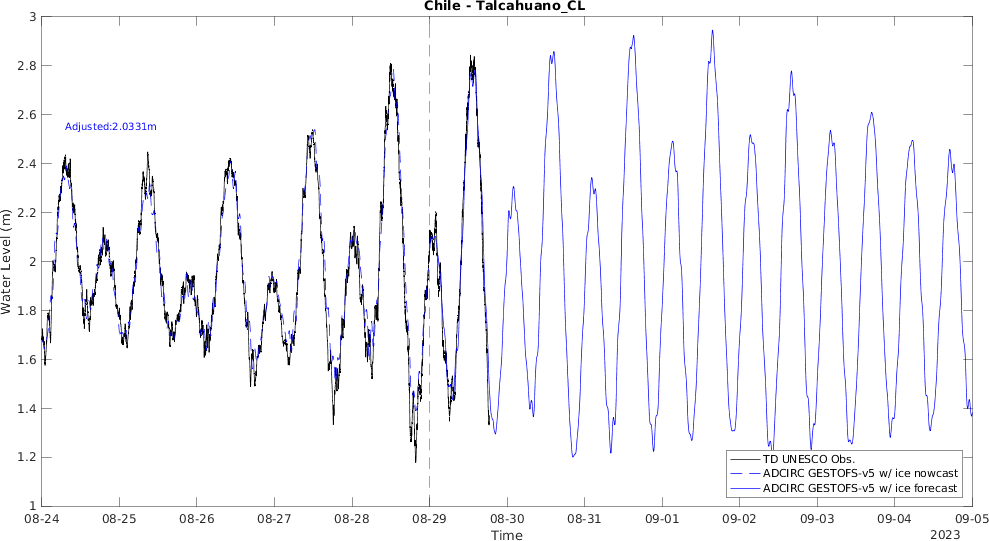 Chile - Talcahuano_CL
3
2.8
2.6
2.4
2.2
2
1.8
1.6
1.4
1.2
1
Water Level (m)
Adjusted:2.0331m
TD UNESCO Obs.
ADCIRC GESTOFS-v5 w/ ice nowcast
ADCIRC GESTOFS-v5 w/ ice forecast
08-24 08-25 08-26 08-27 08-28 08-29 08-30 08-31 09-01 09-02 09-03 09-04 09-05
Time
2023